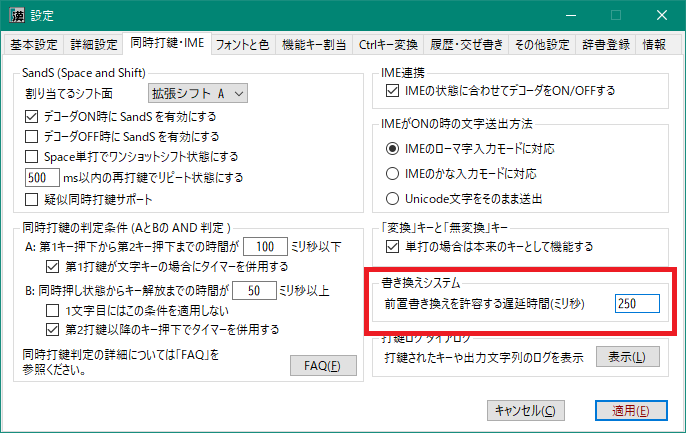 設定
基本設定 詳細設定 同時打鍵・IME フォントと色 機能キー割当 Ctrlキー変換 履歴・交ぜ書き その他設定 辞書登録 情報
SandS (Space and Shift)
割り当てるシフト面 拡張シフト A
デコーダON時に SandS を有効にする
デコーダOFF時に SandS を有効にする
Space単打でワンショットシフト状態にする
500 ms以内の再打鍵でリピート状態にする
疑似同時打鍵サポート
同時打鍵の判定条件 (AとBの AND 判定 )
A: 第1キー押下から第2キー押下までの時間が 100 ミリ秒以下
第1打鍵が文字キーの場合にタイマーを併用する
B: 同時押し状態からキー解放までの時間が 50 ミリ秒以上
1文字目にはこの条件を適用しない
第2打鍵以降のキー押下でタイマーを併用する
同時打鍵判定の詳細については「FAQ」を
参照ください。
FAQ(F)
IME連携
IMEの状態に合わせてデコーダをON/OFFする
IMEがONの時の文字送出方法
IMEのローマ字入力モードに対応
IMEのかな入力モードに対応
Unicode文字をそのまま送出
「変換」キーと「無変換」キー
単打の場合は本来のキーとして機能する
書き換えシステム
前置書き換えを許容する遅延時間(ミリ秒) 250
打鍵ログ ダイアログ
打鍵されたキーや出力文字列のログを表示 表示(L)
キャンセル(C) 適用(E)